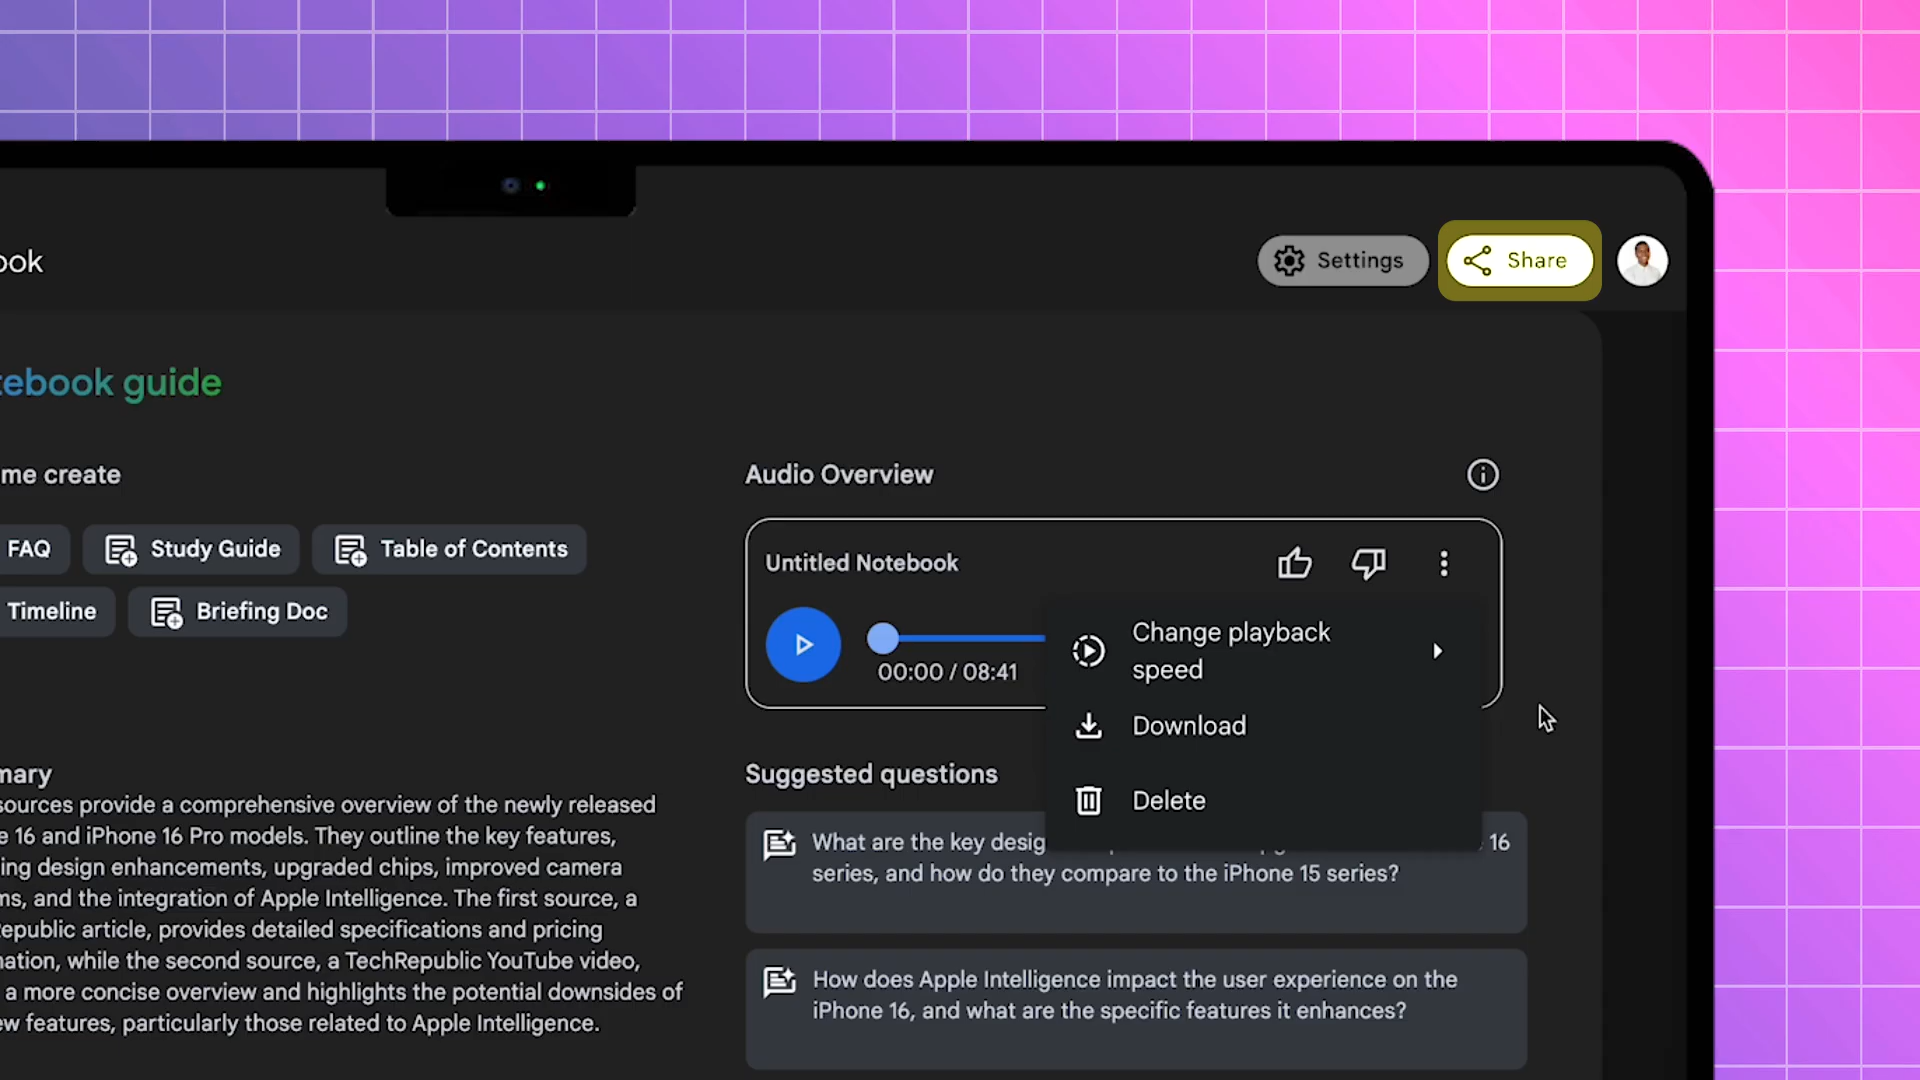 ook
Settings
Share
tebook guide
me create
FAQ
Study Guide
Table of Contents
Timeline
Briefing Doc
Audio Overview
Untitled Notebook
00:00 / 08:41
Change playback
speed
Download
Delete
mary
sources provide a comprehensive overview of the newly released
e 16 and iPhone 16 Pro models. They outline the key features,
ing design enhancements, upgraded chips, improved camera
ms, and the integration of Apple Intelligence. The first source, a
Republic article, provides detailed specifications and pricing
nation, while the second source, a TechRepublic YouTube video,
a more concise overview and highlights the potential downsides of
ew features, particularly those related to Apple Intelligence.
Suggested questions
What are the key desig 16
series, and how do they compare to the iPhone 15 series?
How does Apple Intelligence impact the user experience on the
iPhone 16, and what are the specific features it enhances?